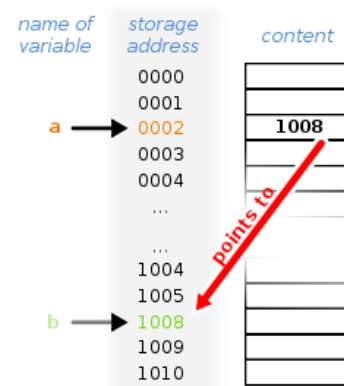 name of variable
storage address
content
0000
0001
a 0002 1008
0003
0004
...
points to
...
1004
1005
b 1008
1009
1010